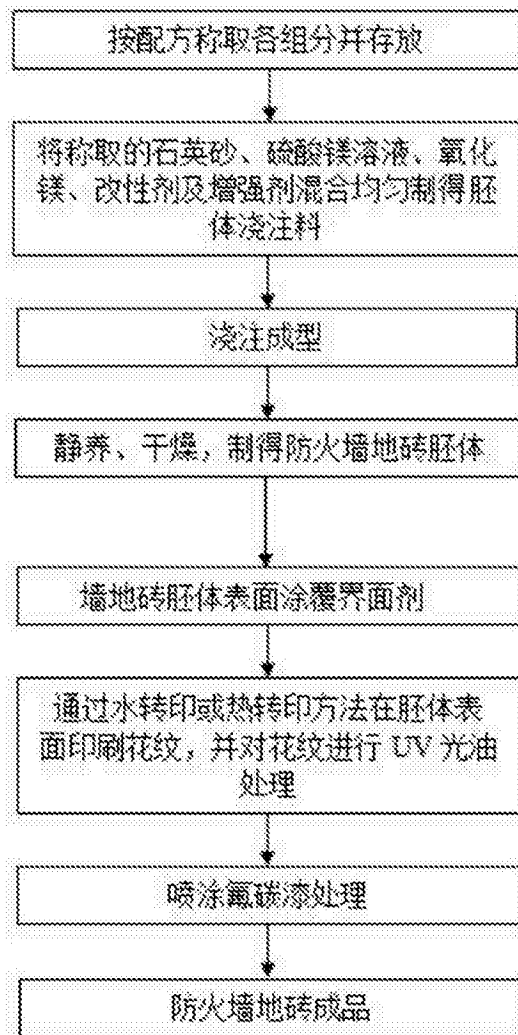 按配方称取各组分并存放
将称取的石英砂、硫酸镁溶液、氧化
镁、改性剂及增强剂混合均匀制得胚
体浇注料
浇注成型
静养、干燥，制得防火墙地砖胚体
墙地砖胚体表面涂覆界面剂
通过水转印或热转印方法在胚体表
面印刷花纹，并对花纹进行 UV 光油
处理
喷涂氟碳漆处理
防火墙地砖成品